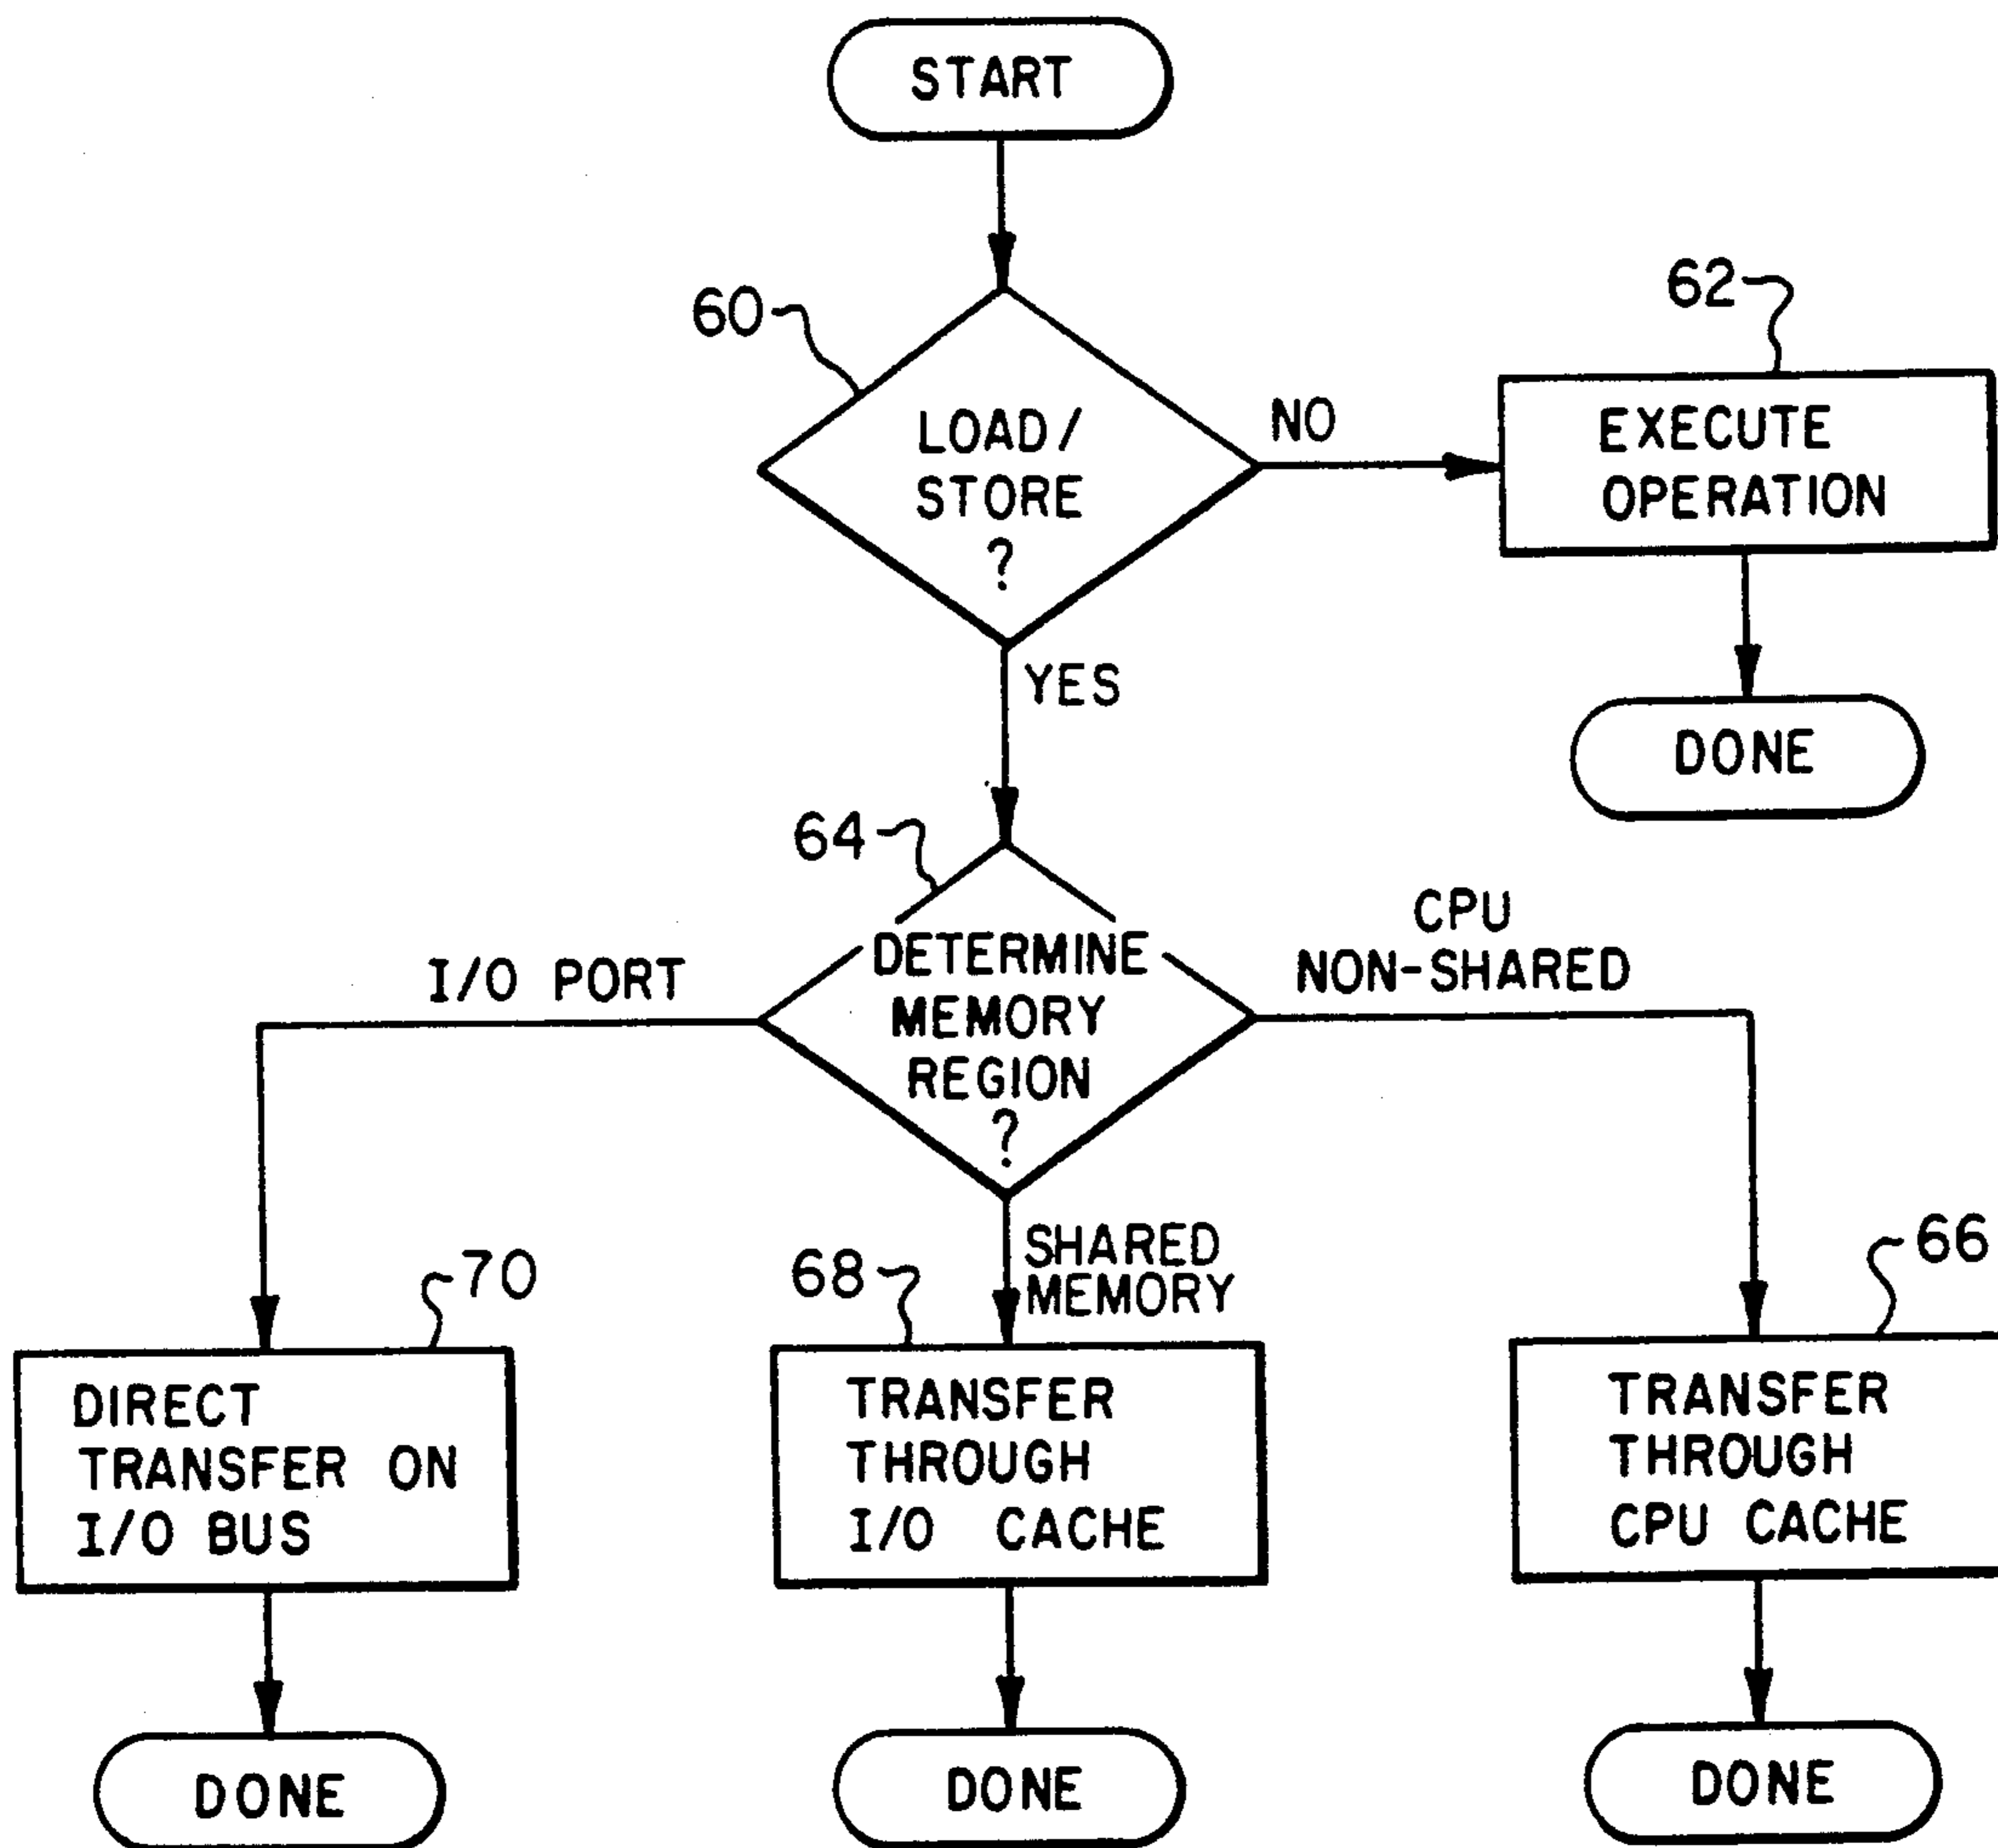 START
60
LOAD/
STORE
?
NO
62
EXECUTE
OPERATION
YES
DONE
64
DETERMINE
MEMORY
REGION
?
I/O PORT
CPU
NON-SHARED
SHARED
MEMORY
70
DIRECT
TRANSFER ON
I/O BUS
68
TRANSFER
THROUGH
I/O CACHE
66
TRANSFER
THROUGH
CPU CACHE
DONE
DONE
DONE